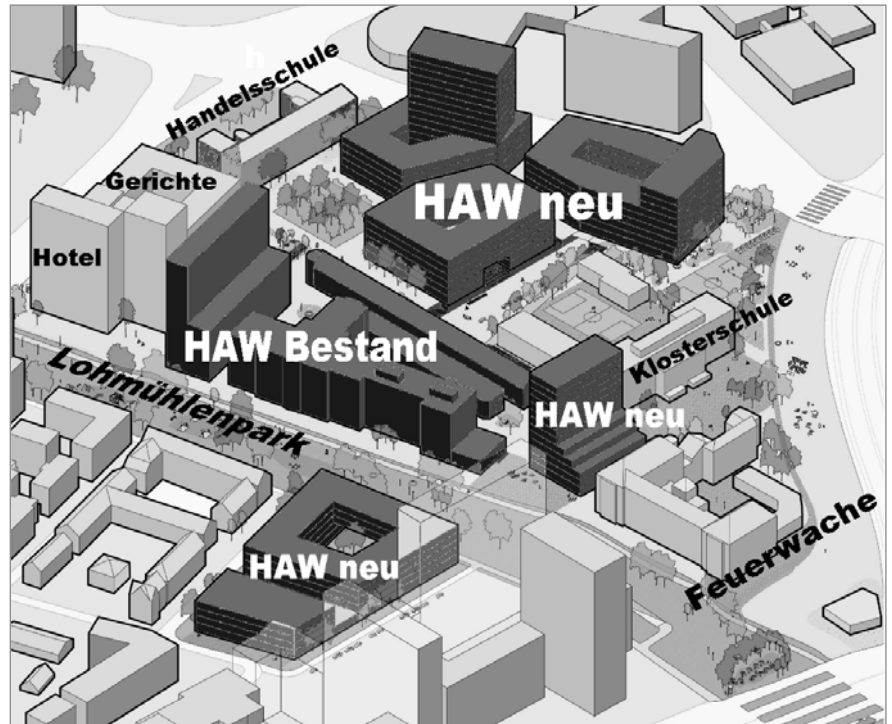 h
Handelsschule
Gerichte
HAW neu
Hotel
HAW Bestand
Klosterschule
Lohmühlenpark
HAW neu
HAW neu
Feuerwache